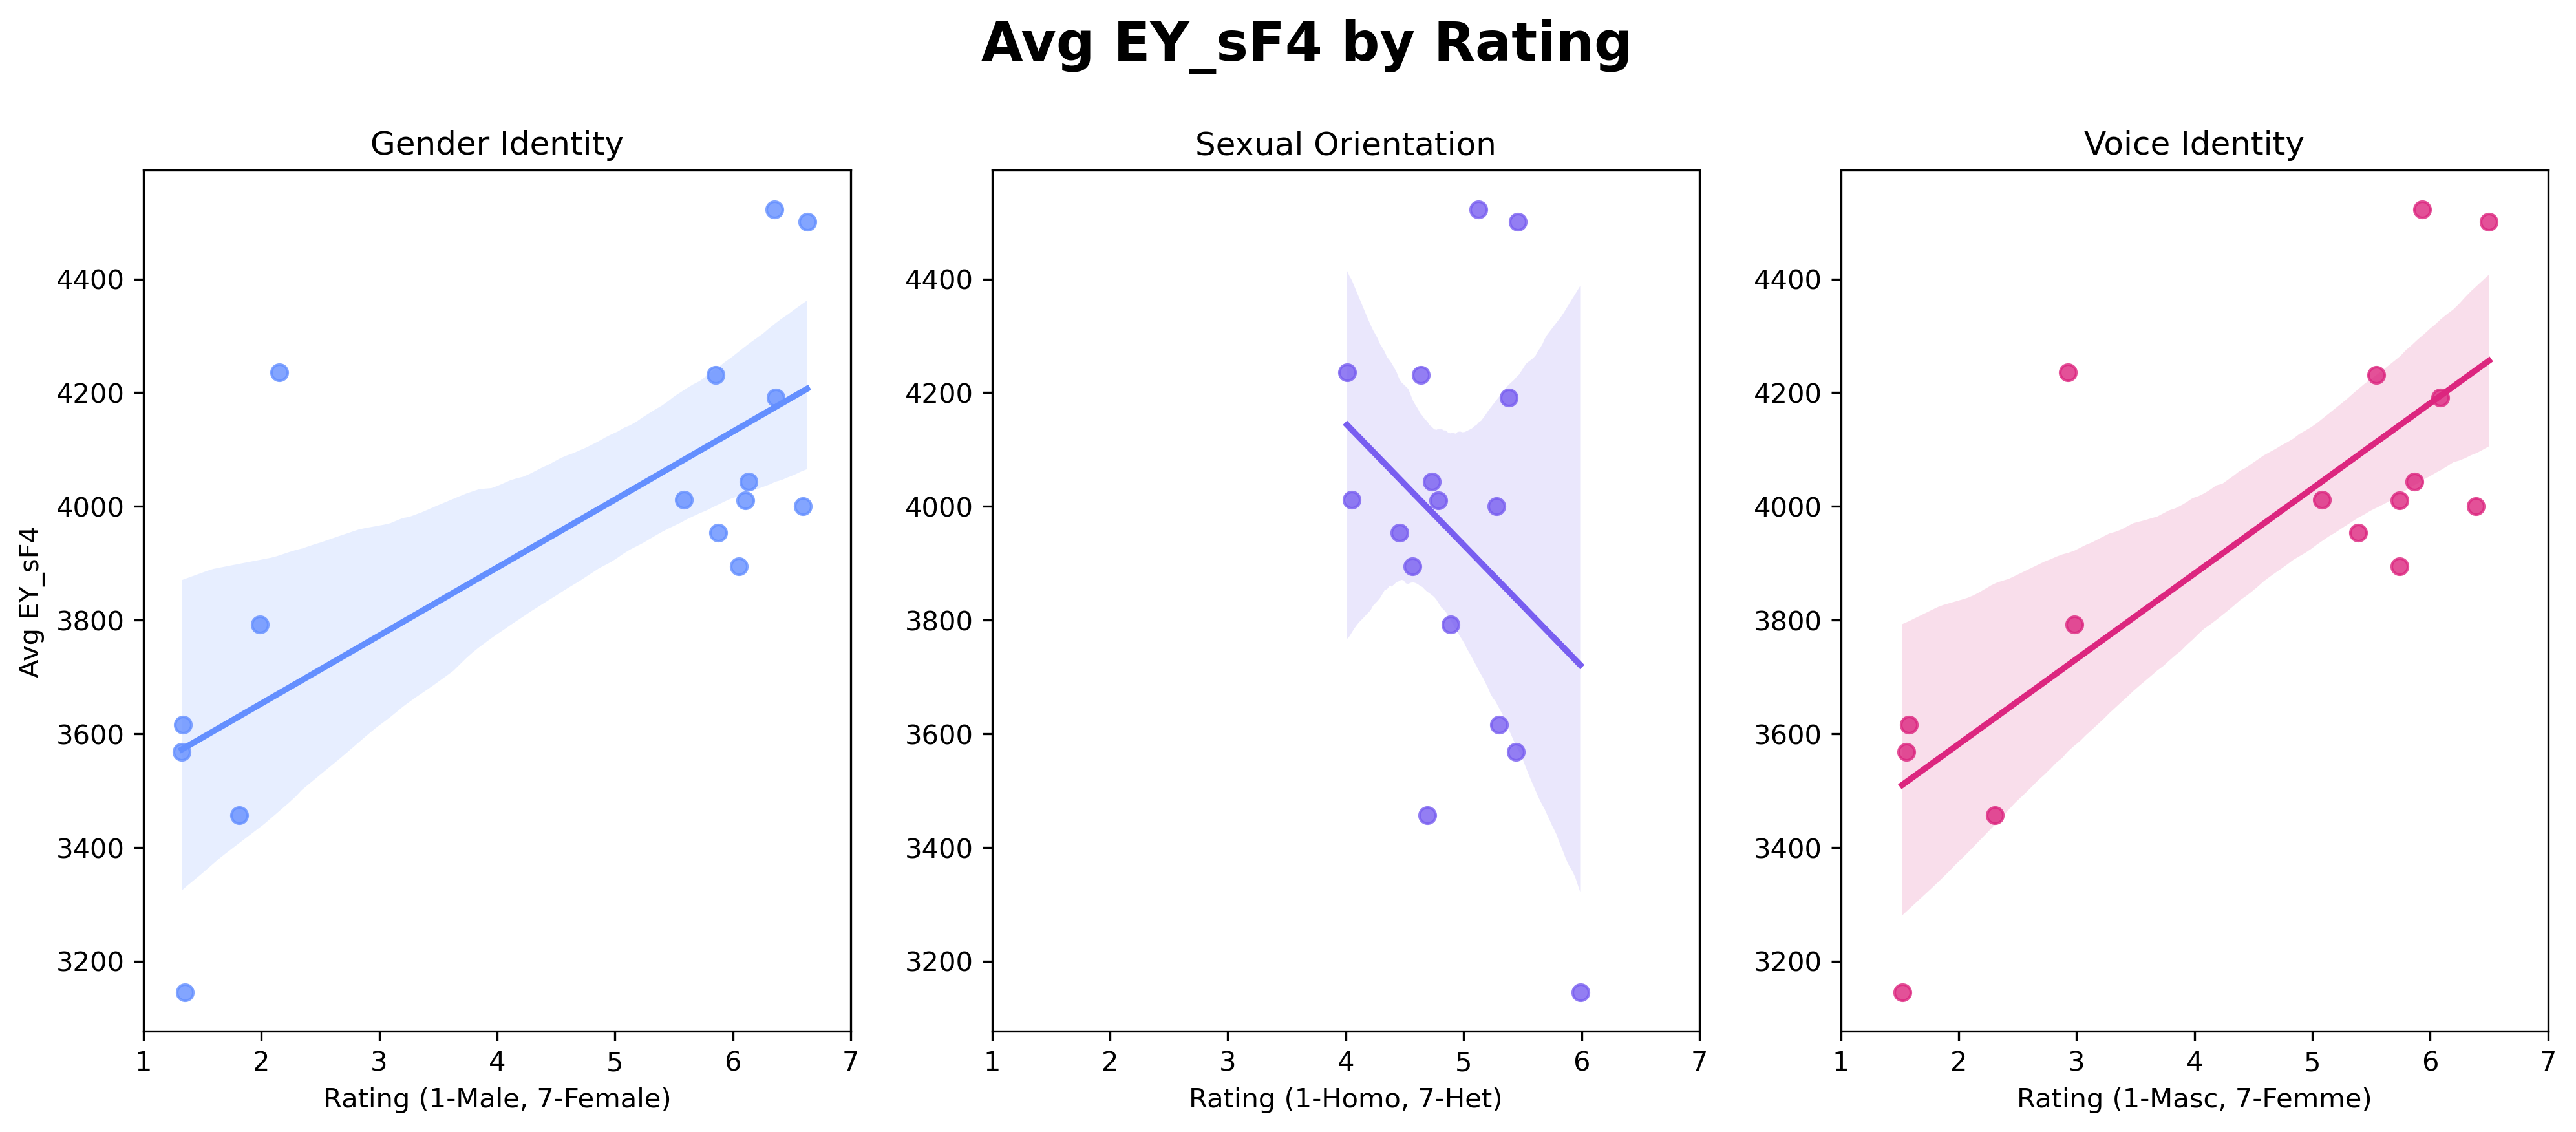 Avg EY_sF4 by Rating
Gender Identity
Sexual Orientation
Voice Identity
Avg EY_sF4
4400
4200
4000
3800
3600
3400
3200
1 2 3 4 5 6 7
Rating (1-Male, 7-Female)
4400
4200
4000
3800
3600
3400
3200
1 2 3 4 5 6 7
Rating (1-Homo, 7-Het)
4400
4200
4000
3800
3600
3400
3200
1 2 3 4 5 6 7
Rating (1-Masc, 7-Femme)